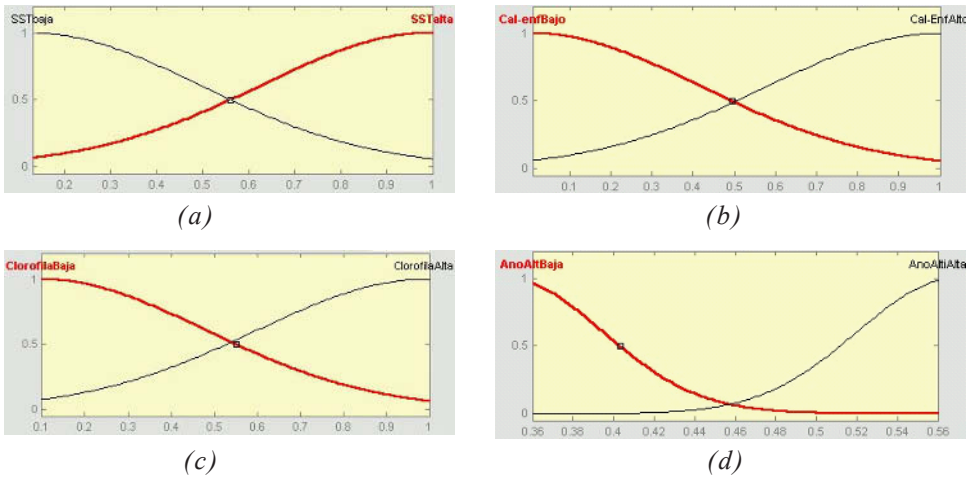 SSTbaja SSTalta
1
0.5
0
0.2 0.3 0.4 0.5 0.6 0.7 0.8 0.9 1
(a)
Cal-enfBajo Cal-EnfAlto
1
0.5
0
0.1 0.2 0.3 0.4 0.5 0.6 0.7 0.8 0.9 1
(b)
ClorofilaBaja ClorofilaAlta
1
0.5
0
0.1 0.2 0.3 0.4 0.5 0.6 0.7 0.8 0.9 1
(c)
AnoAltBaja AnoAltiAlta
1
0.5
0
0.36 0.38 0.4 0.42 0.44 0.46 0.48 0.5 0.52 0.54 0.56
(d)